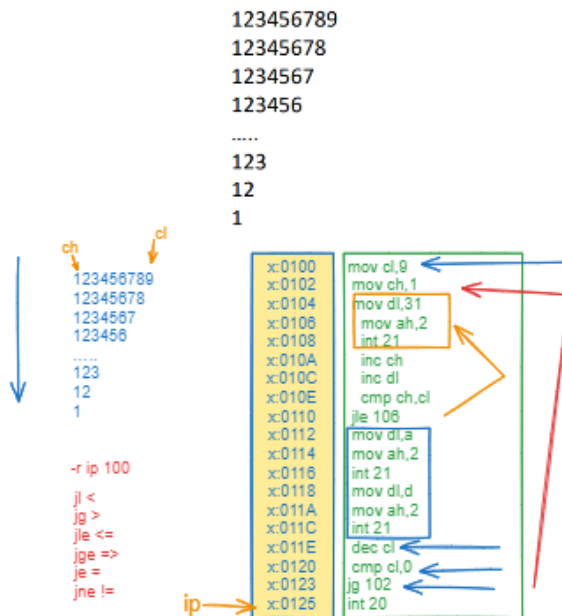 123456789
12345678
1234567
123456
.....
123
12
1
ch cl
123456789
12345678
1234567
123456
.....
123
12
1
-r ip 100
jl <
jg >
jle <=
jge =>
je =
jne !=
ip
x:0100 mov cl,9
x:0102 mov ch,1
x:0104 mov dl,31
x:0106 mov ah,2
x:0108 int 21
x:010A inc ch
x:010C inc dl
x:010E cmp ch,cl
x:0110 jle 106
x:0112 mov dl,a
x:0114 mov ah,2
x:0116 int 21
x:0118 mov dl,d
x:011A mov ah,2
x:011C int 21
x:011E dec cl
x:0120 cmp cl,0
x:0123 jg 102
x:0125 int 20